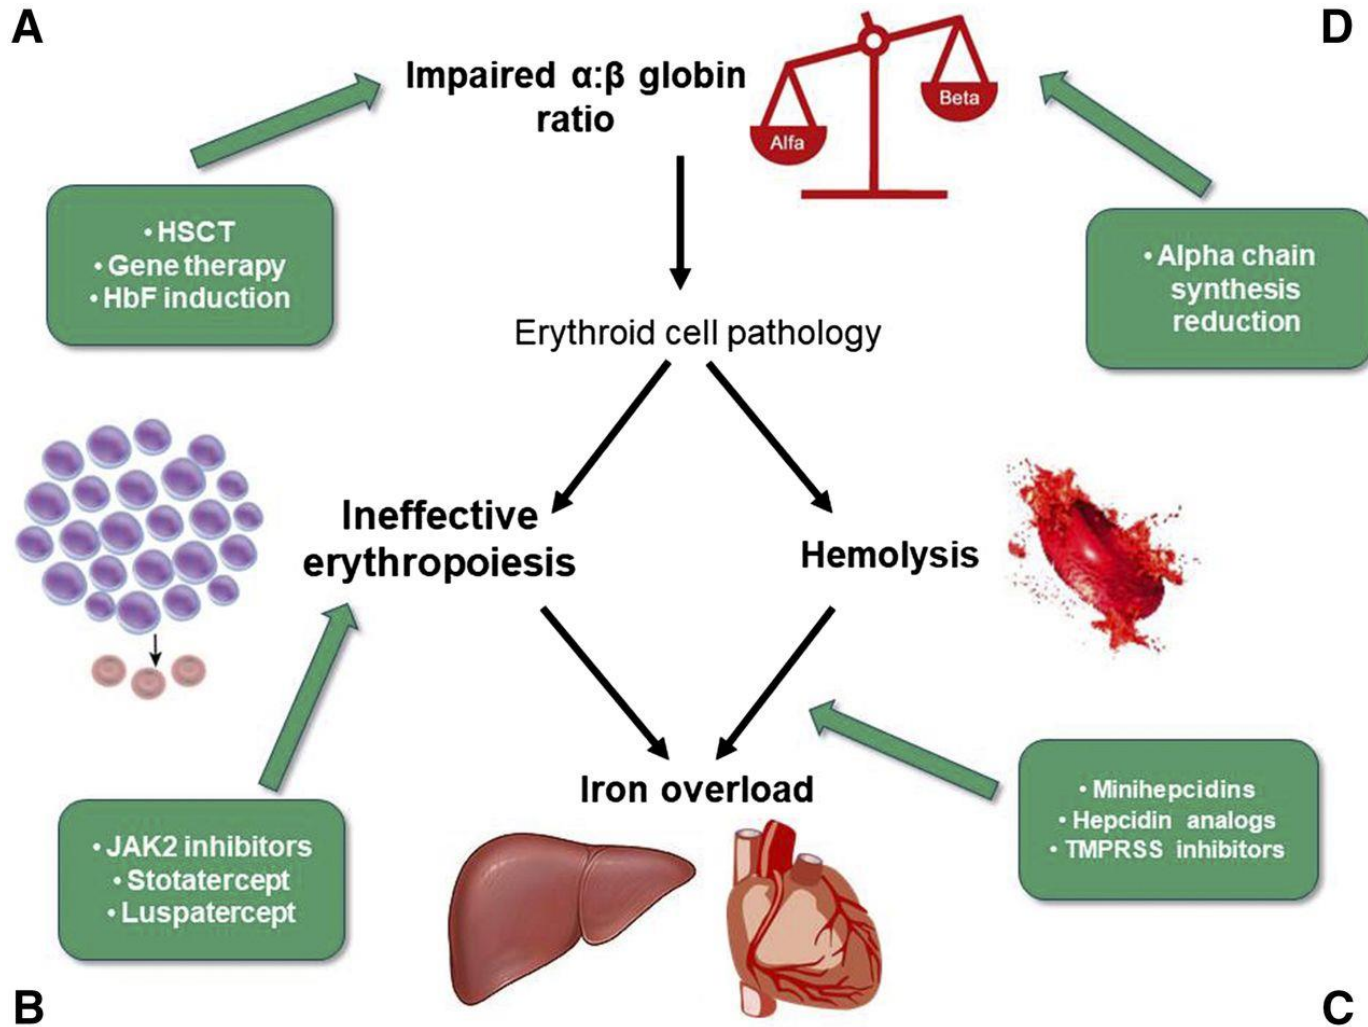 A
D
Impaired α:β globin
ratio
Beta
Alfa
• HSCT
• Gene therapy
• HbF induction
• Alpha chain
synthesis
reduction
Erythroid cell pathology
Ineffective
erythropoiesis
Hemolysis
Iron overload
• JAK2 inhibitors
• Stotatercept
• Luspatercept
• Minihepcidins
• Hepcidin analogs
• TMPRSS inhibitors
B
C